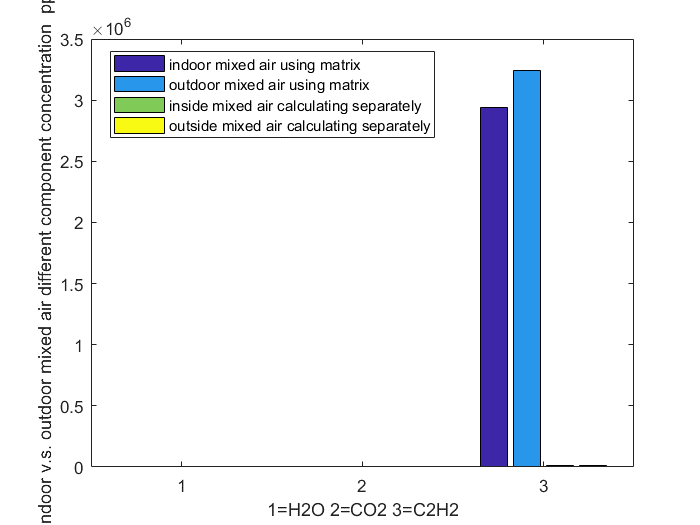 ×10^6
3.5
3
2.5
2
1.5
1
0.5
0
indoor mixed air using matrix
outdoor mixed air using matrix
inside mixed air calculating separately
outside mixed air calculating separately
1 2 3
1=H2O 2=CO2 3=C2H2
ndoor v.s. outdoor mixed air different component concentration pp